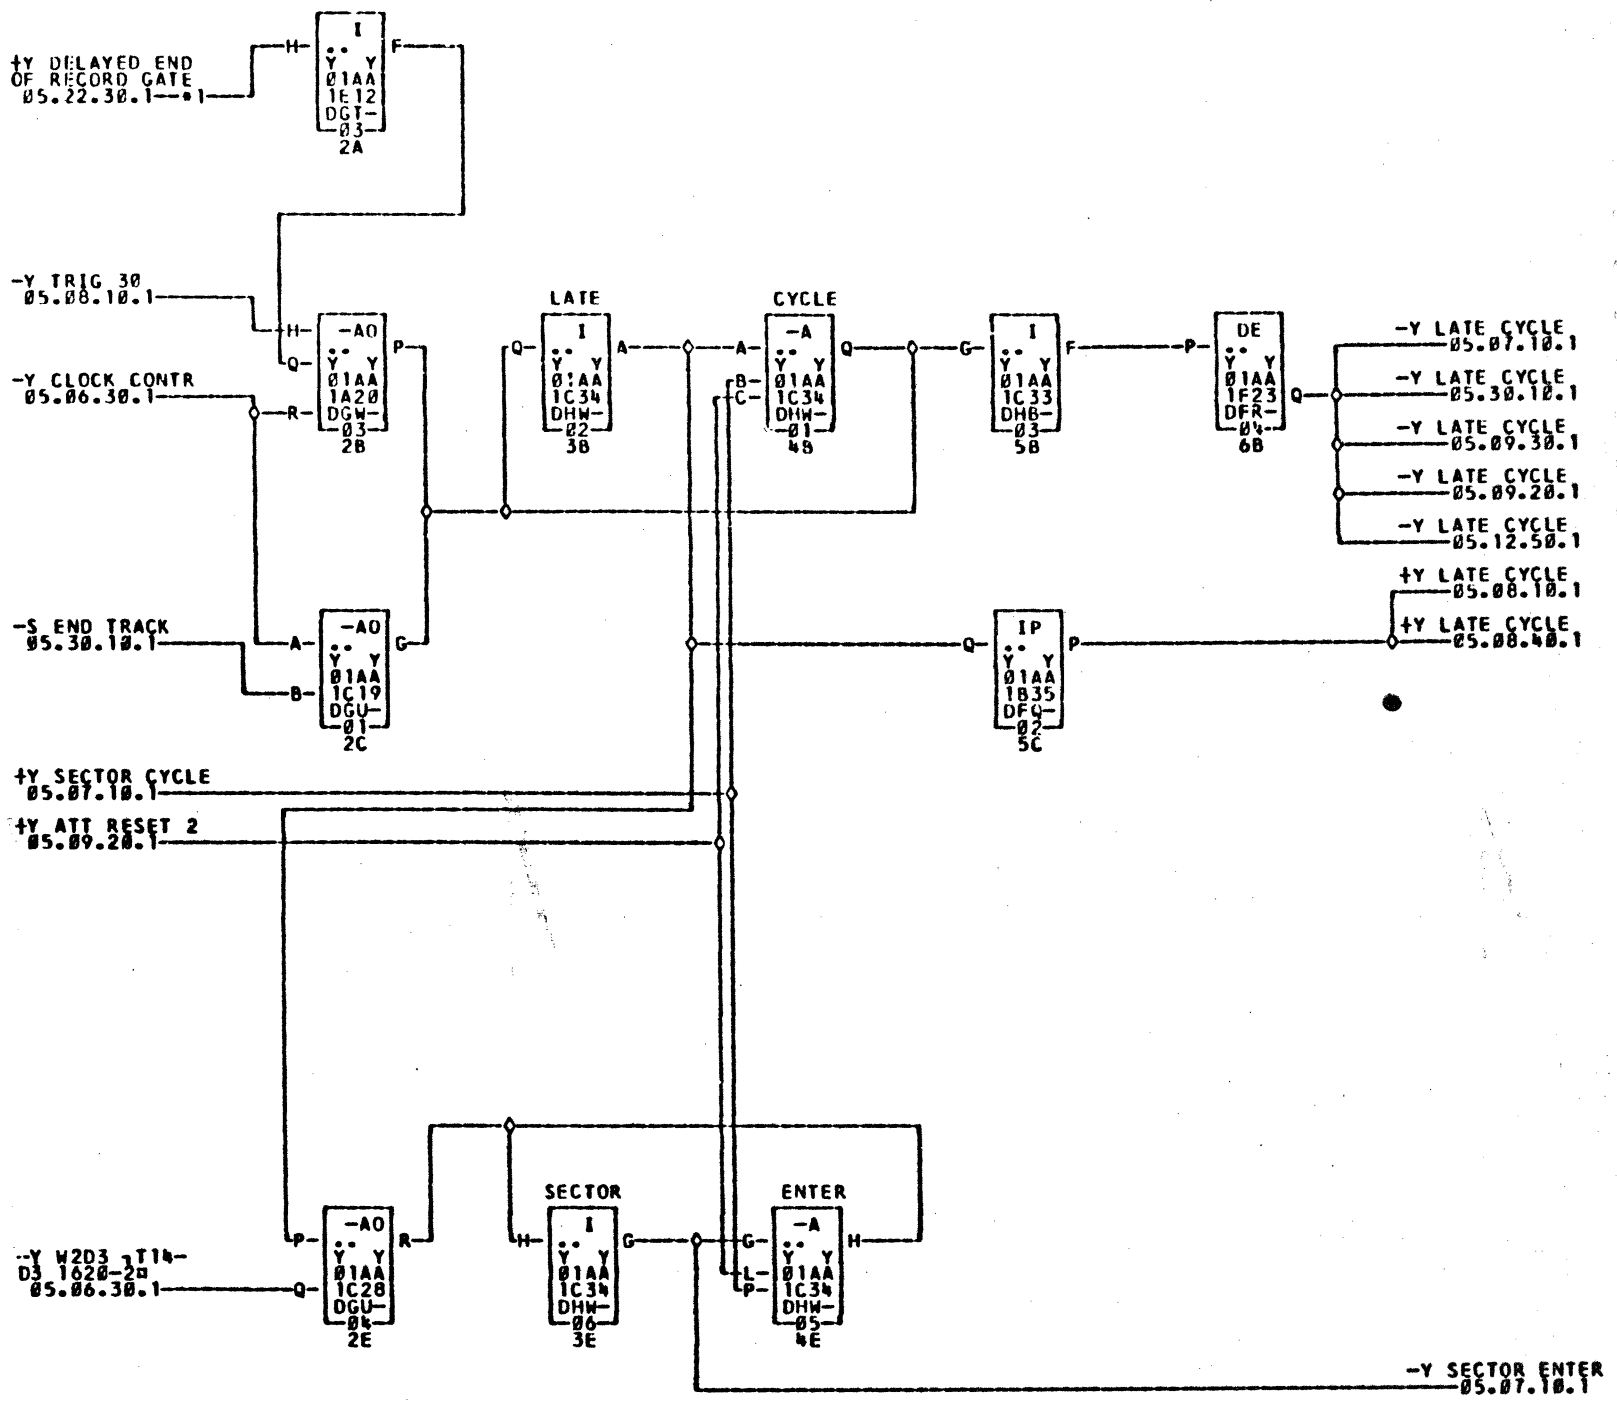 +Y DELAYED END
OF RECORD GATE
05.22.30.1
*1
H
I
.. 
Y Y
01AA
1E12
DGT-
03
2A
F
-Y TRIG 30
05.08.10.1
-Y CLOCK CONTR
05.06.30.1
H
Q
R
-AO
..
Y Y
01AA
1A20
DGW-
03
2B
P
LATE
Q
I
..
Y Y
01AA
1C34
DHW-
02
3B
A
CYCLE
A
B
C
-A
..
Y Y
01AA
1C34
DHW-
01
4B
Q
G
I
..
Y Y
01AA
1C33
DHB-
03
5B
F
P
DE
..
Y Y
01AA
1F23
DFR-
04
6B
Q
-Y LATE CYCLE
05.07.10.1
-Y LATE CYCLE
05.30.10.1
-Y LATE CYCLE
05.09.30.1
-Y LATE CYCLE
05.09.20.1
-Y LATE CYCLE
05.12.50.1
+Y LATE CYCLE
05.08.10.1
+Y LATE CYCLE
05.08.40.1
-S END TRACK
05.30.10.1
A
B
-AO
..
Y Y
01AA
1C19
DGU-
01
2C
G
Q
IP
..
Y Y
01AA
1B35
DFQ-
02
5C
P
+Y SECTOR CYCLE
05.07.10.1
+Y ATT RESET 2
05.09.20.1
-Y W2D3 ¬T14-
D3 1620-2¤
05.06.30.1
P
Q
-AO
..
Y Y
01AA
1C28
DGU-
04
2E
R
SECTOR
H
I
..
Y Y
01AA
1C34
DHW-
06
3E
G
ENTER
G
L
P
-A
..
Y Y
01AA
1C34
DHW-
05
4E
H
-Y SECTOR ENTER
05.07.10.1